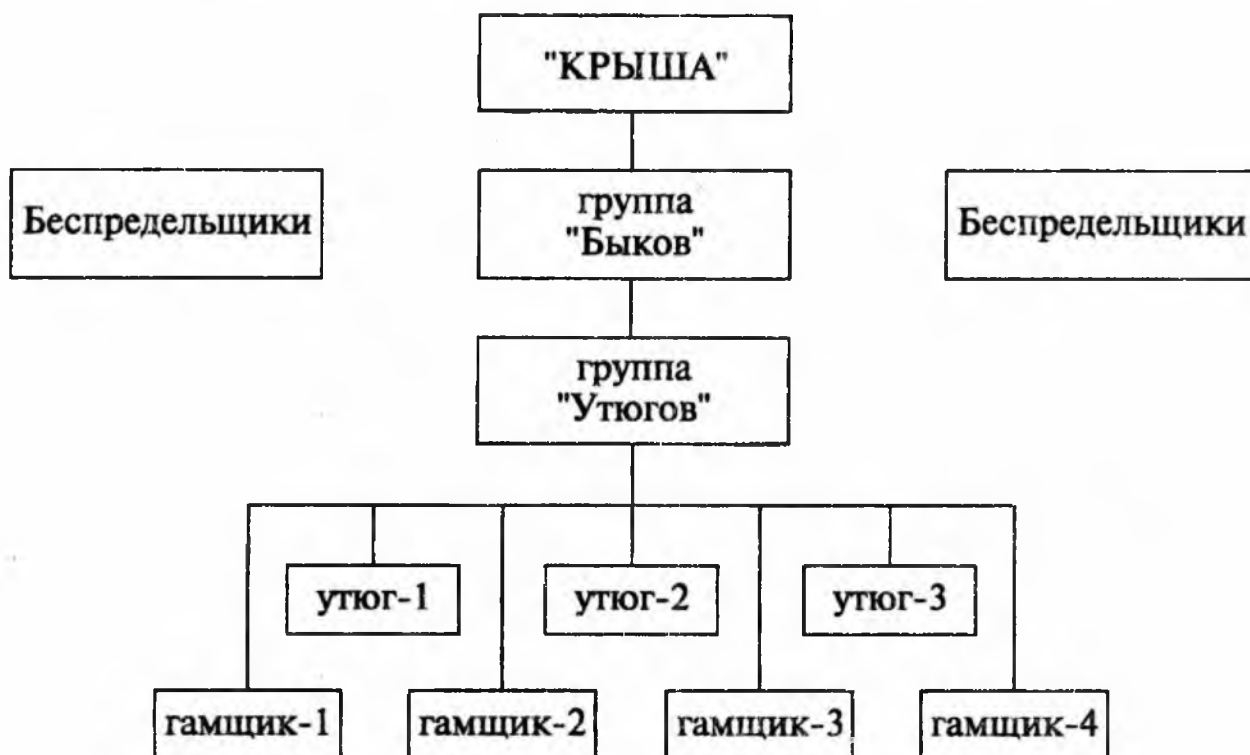 "КРЫША"
Беспредельщики
группа
"Быков"
Беспредельщики
группа
"Утюгов"
утюг-1
утюг-2
утюг-3
гамщик-1
гамщик-2
гамщик-3
гамщик-4